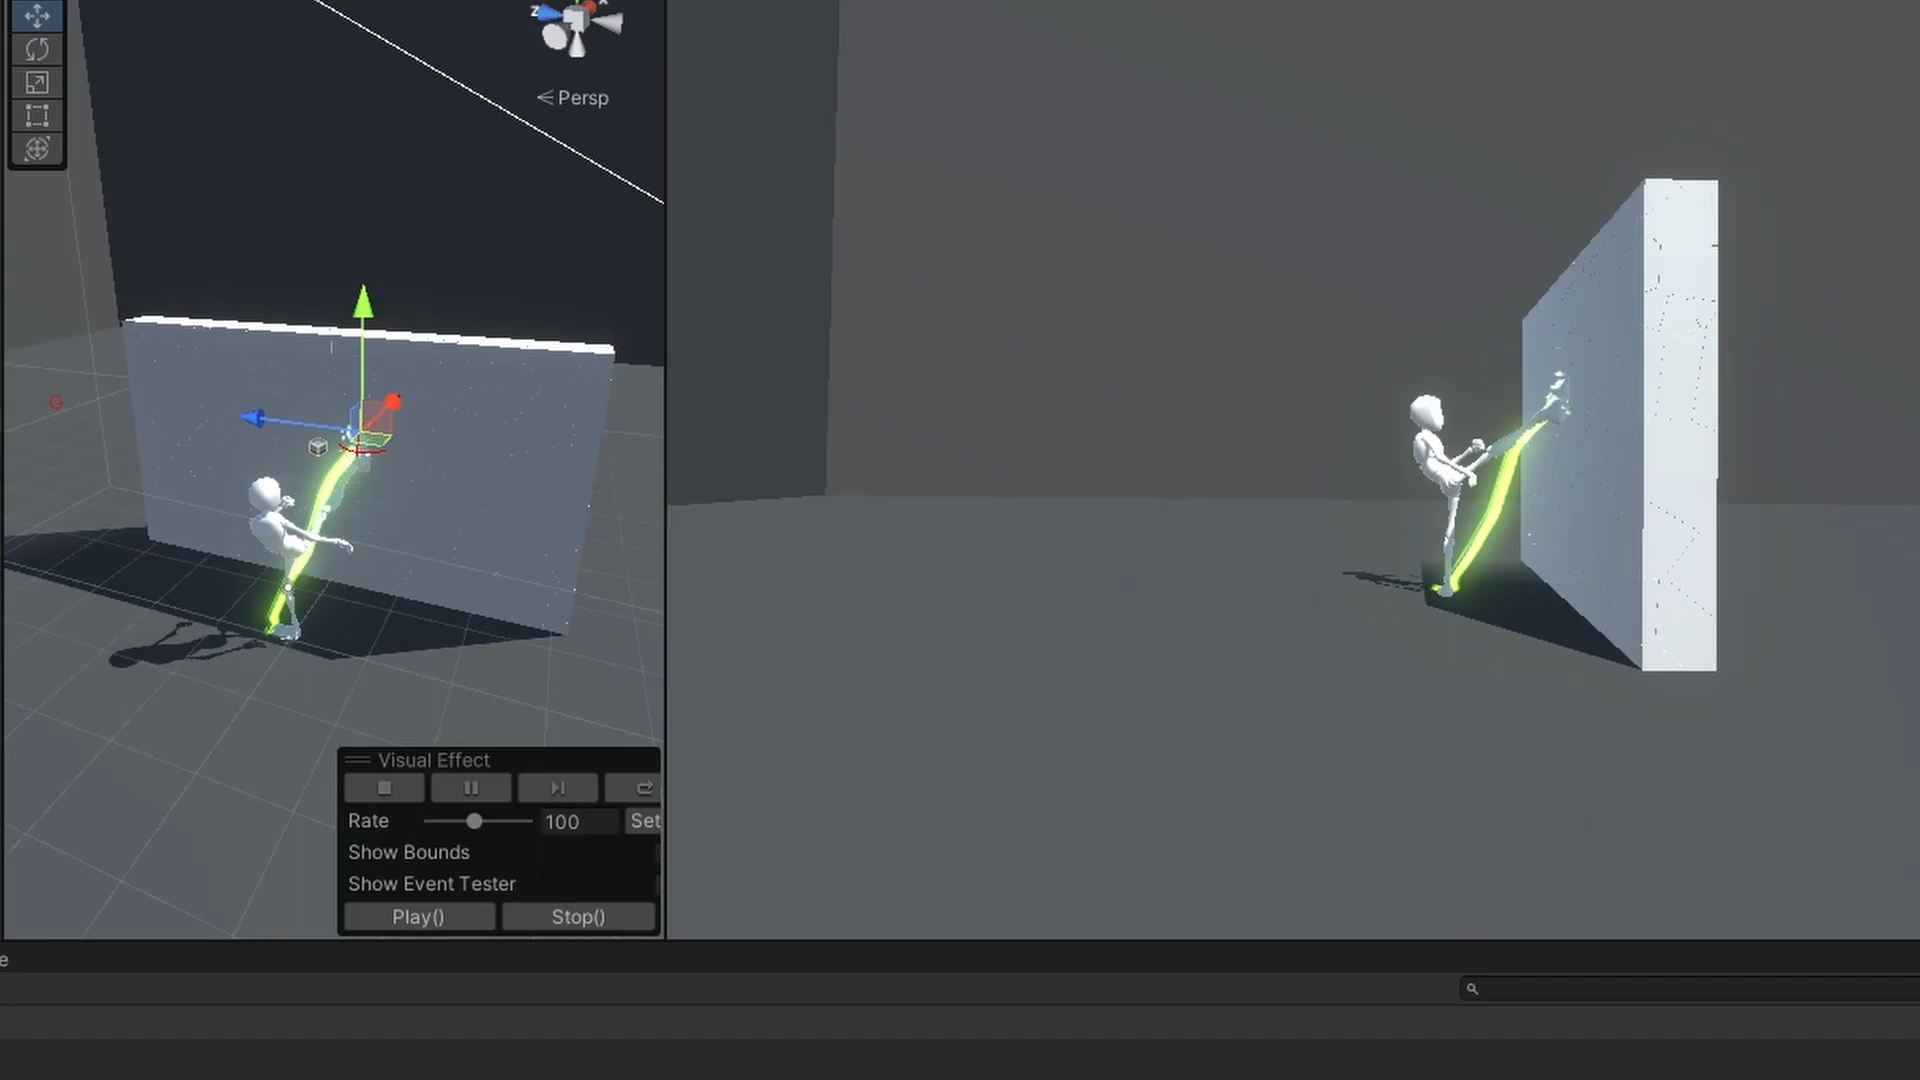 z
Persp
Visual Effect
Rate
100
Set
Show Bounds
Show Event Tester
Play()
Stop()
e